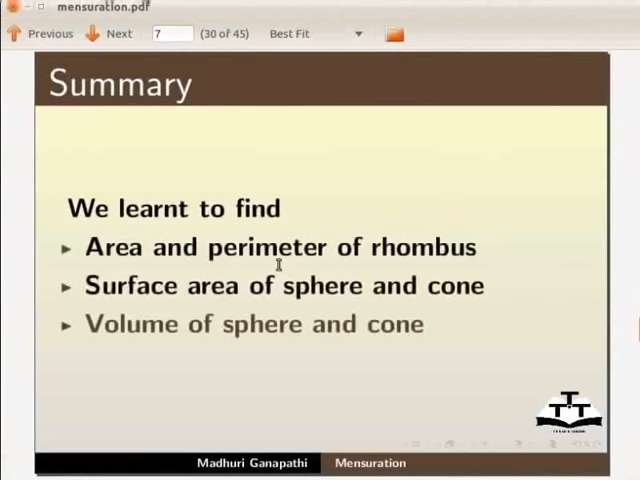 mensuration.pdf
Previous Next 7 (30 of 45) Best Fit
Summary
We learnt to find
Area and perimeter of rhombus
Surface area of sphere and cone
Volume of sphere and cone
Madhuri Ganapathi Mensuration